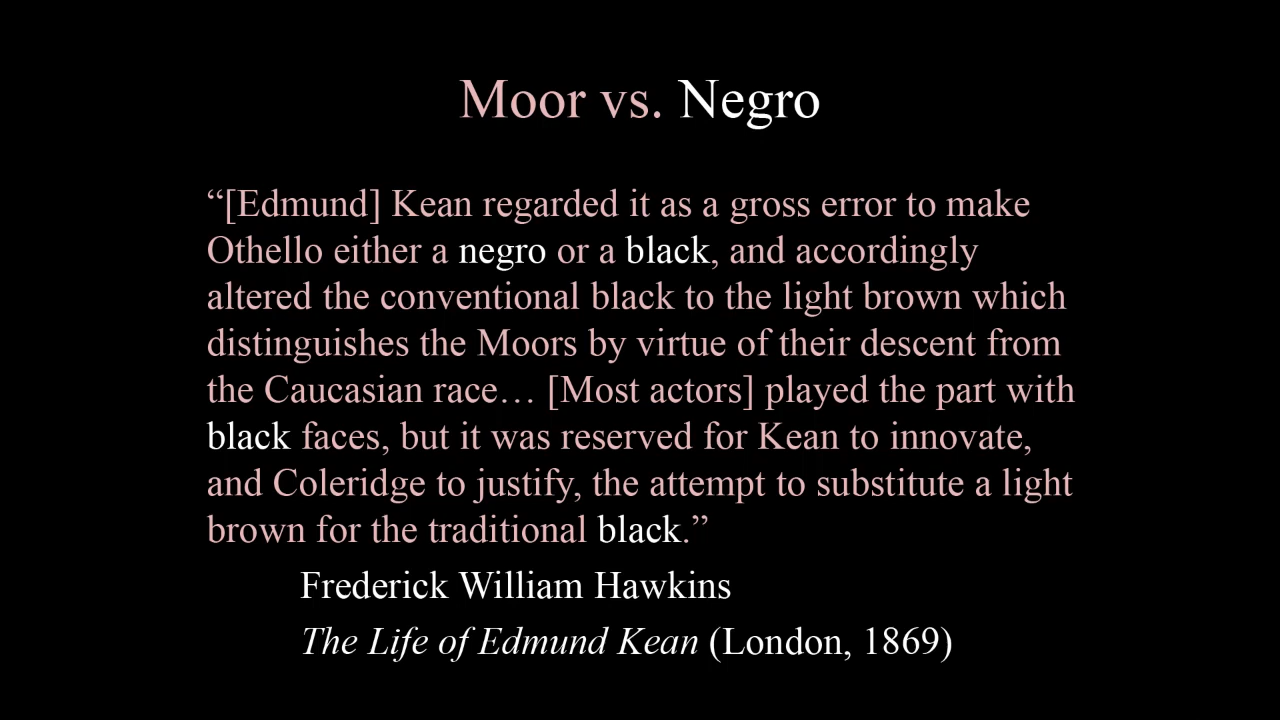 Moor vs. Negro
“[Edmund] Kean regarded it as a gross error to make
Othello either a negro or a black, and accordingly
altered the conventional black to the light brown which
distinguishes the Moors by virtue of their descent from
the Caucasian race… [Most actors] played the part with
black faces, but it was reserved for Kean to innovate,
and Coleridge to justify, the attempt to substitute a light
brown for the traditional black.”
Frederick William Hawkins
The Life of Edmund Kean (London, 1869)